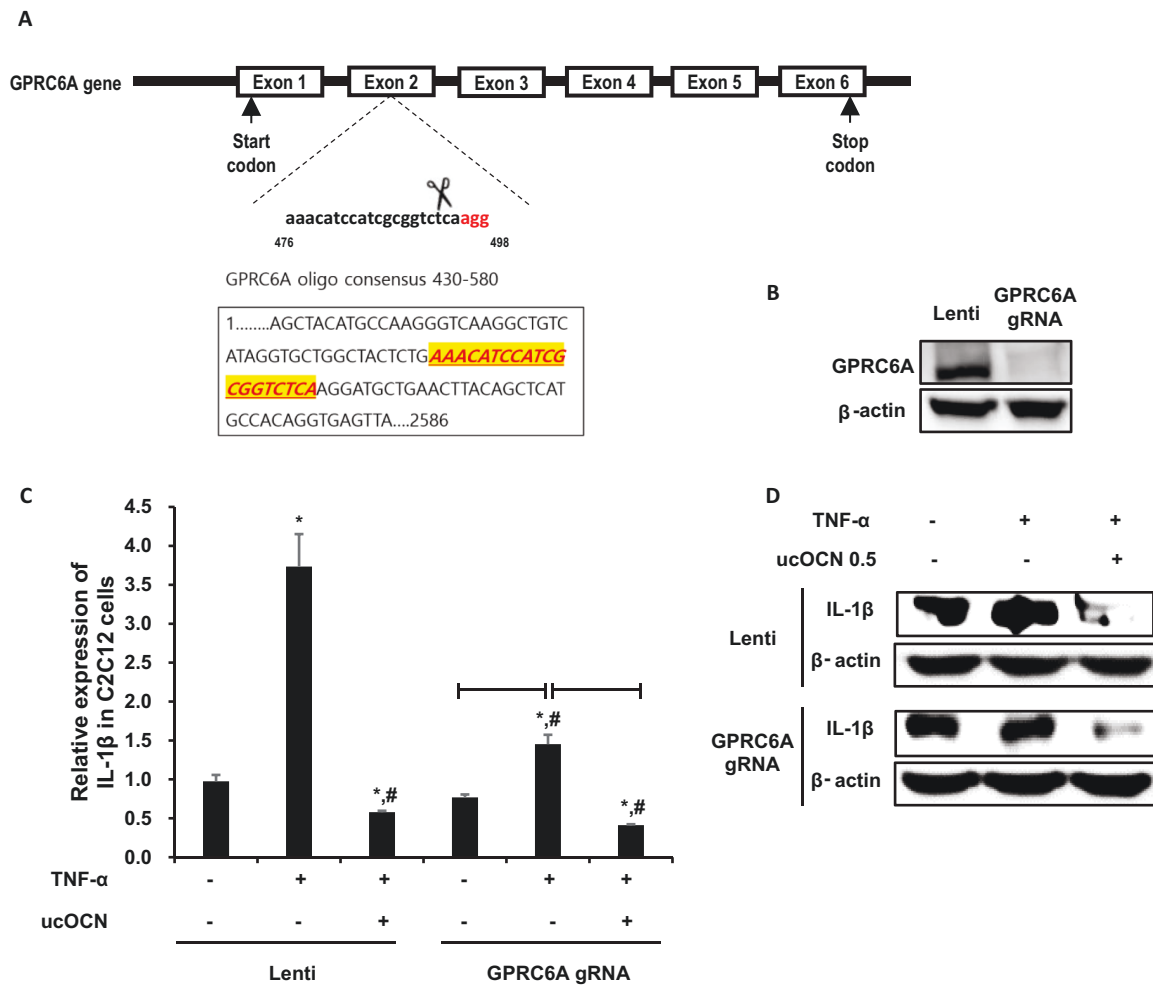 A
GPRC6A gene
Exon 1
Exon 2
Exon 3
Exon 4
Exon 5
Exon 6
Start
codon
Stop
codon
aaacatccatcgcggtctcaagg
476
498
GPRC6A oligo consensus 430-580
1........AGCTACATGCCAAGGGTCAAGGCTGTC
ATAGGTGCTGGCTACTCTGAAACATCCATCG
CGGTCTCAAGGATGCTGAACTTACAGCTCAT
GCCACAGGTGAGTTA....2586
B
Lenti
GPRC6A
gRNA
GPRC6A
β-actin
C
Relative expression of
IL-1β in C2C12 cells
4.5
4.0
3.5
3.0
2.5
2.0
1.5
1.0
0.5
0.0
*
*,#
*,#
*,#
TNF-α - + + - + +
ucOCN - - + - - +
Lenti
GPRC6A gRNA
D
TNF-α - + +
ucOCN 0.5 - - +
Lenti
IL-1β
β- actin
GPRC6A
gRNA
IL-1β
β- actin